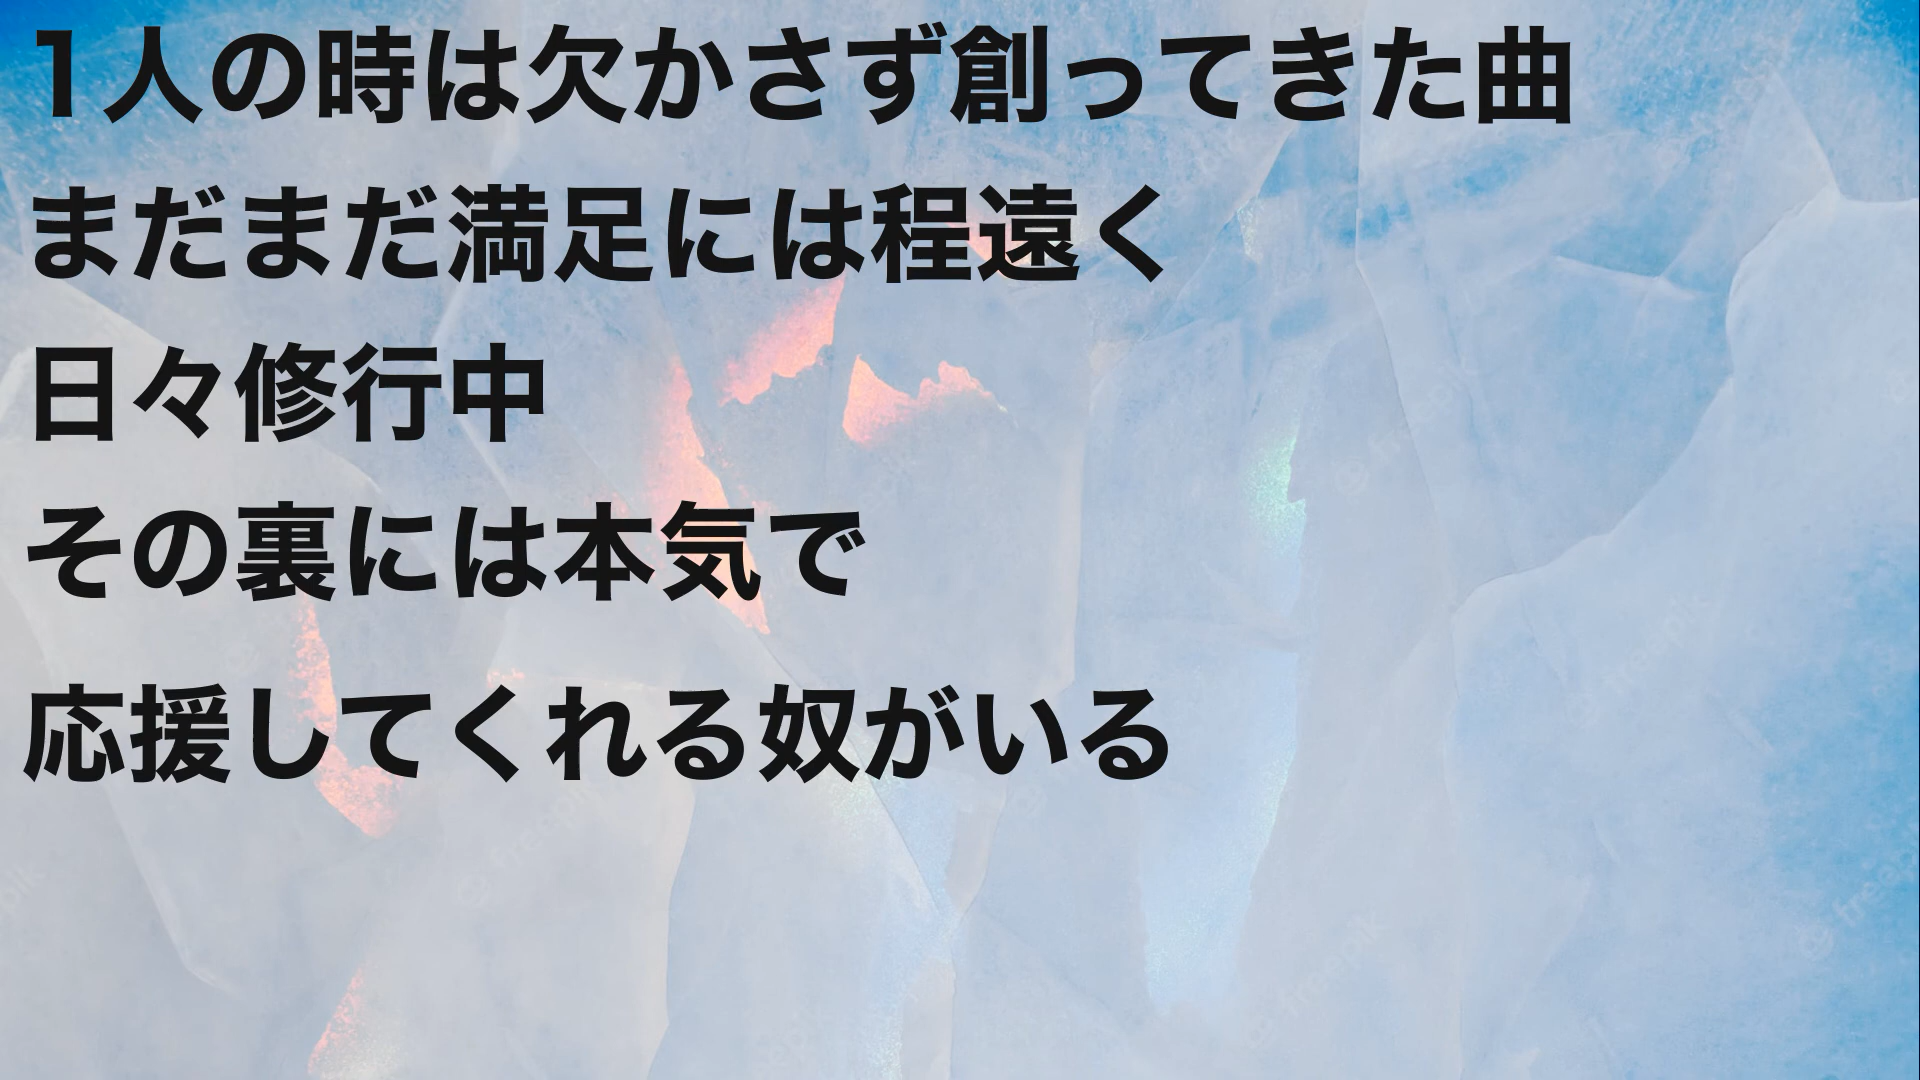 1人の時は欠かさず創ってきた曲
まだまだ満足には程遠く
日々修行中
その裏には本気で
応援してくれる奴がいる